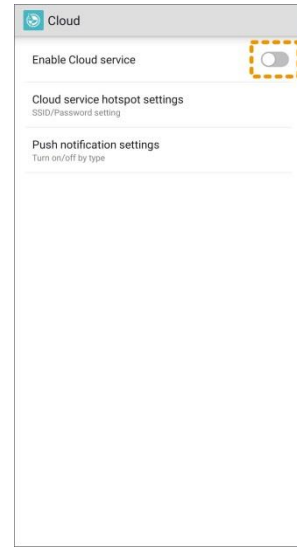 Cloud
Enable Cloud service
Cloud service hotspot settings
SSID/Password setting
Push notification settings
Turn on/off by type